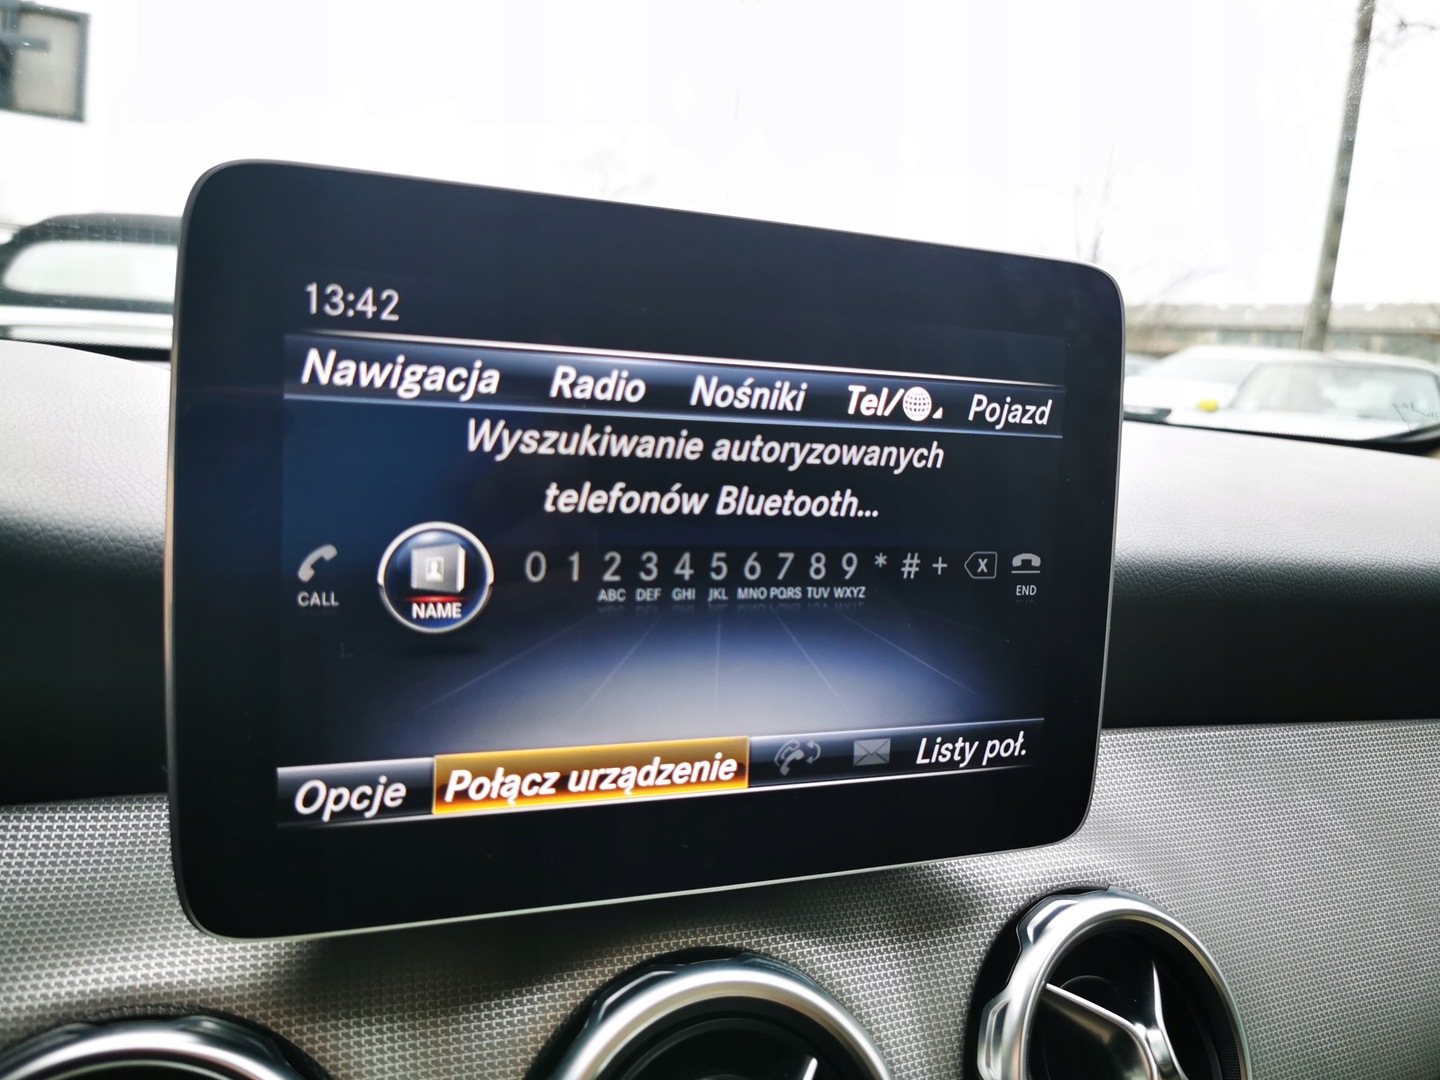 13:42
Nawigacja Radio Nośniki Tel/ Pojazd
Wyszukiwanie autoryzowanych
telefonów Bluetooth...
0 1 2 3 4 5 6 7 8 9 * # + X
CALL NAME ABC DEF GHI JKL MNO PQRS TUV WXYZ END
Opcje Połącz urządzenie Listy poł.